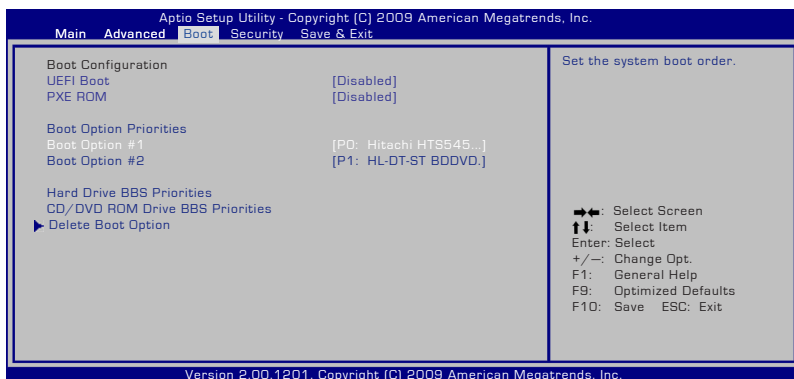 Aptio Setup Utility - Copyright (C) 2009 American Megatrends, Inc.
Main Advanced Boot Security Save & Exit
Boot Configuration
UEFI Boot [Disabled]
PXE ROM [Disabled]
Boot Option Priorities
Boot Option #1 [P0: Hitachi HTS545...]
Boot Option #2 [P1: HL-DT-ST BDDVD.]
Hard Drive BBS Priorities
CD/DVD ROM Drive BBS Priorities
Delete Boot Option
Set the system boot order.
→←: Select Screen
↑↓: Select Item
Enter: Select
+/—: Change Opt.
F1: General Help
F9: Optimized Defaults
F10: Save ESC: Exit
Version 2.00.1201. Copyright (C) 2009 American Megatrends, Inc.